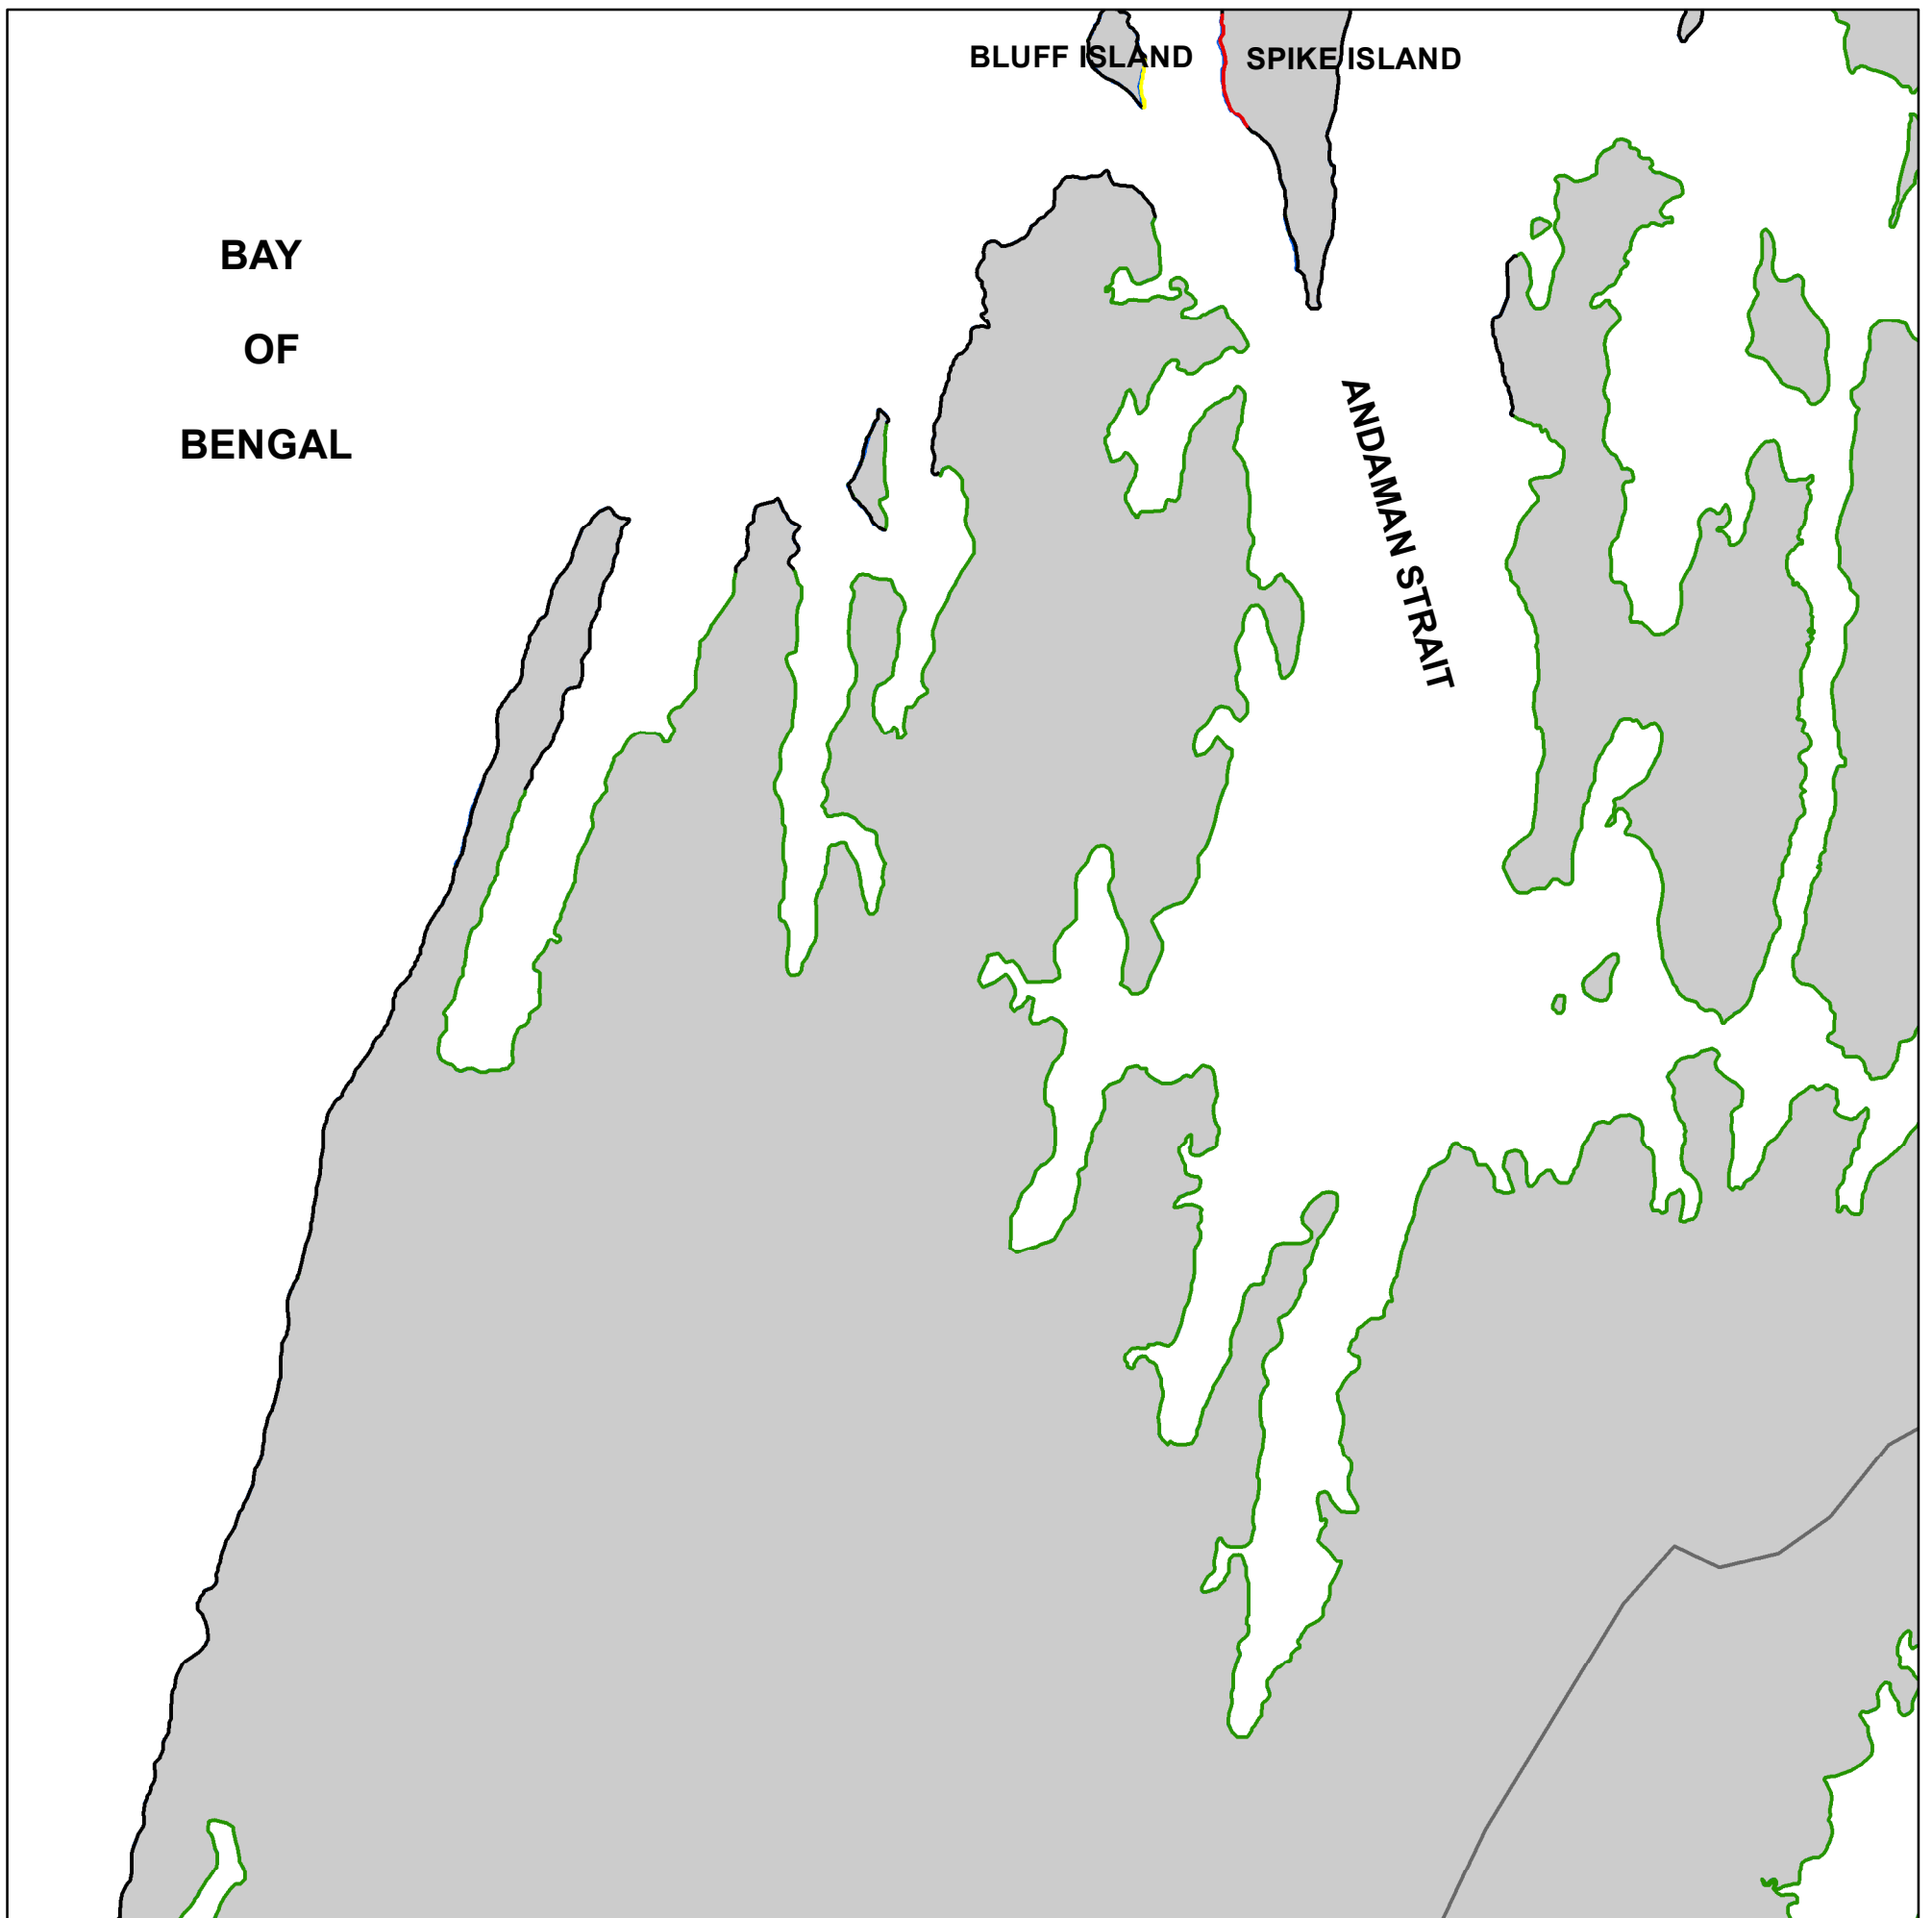 BLUFF ISLAND
SPIKE ISLAND
BAY
OF
BENGAL
ANDAMAN STRAIT